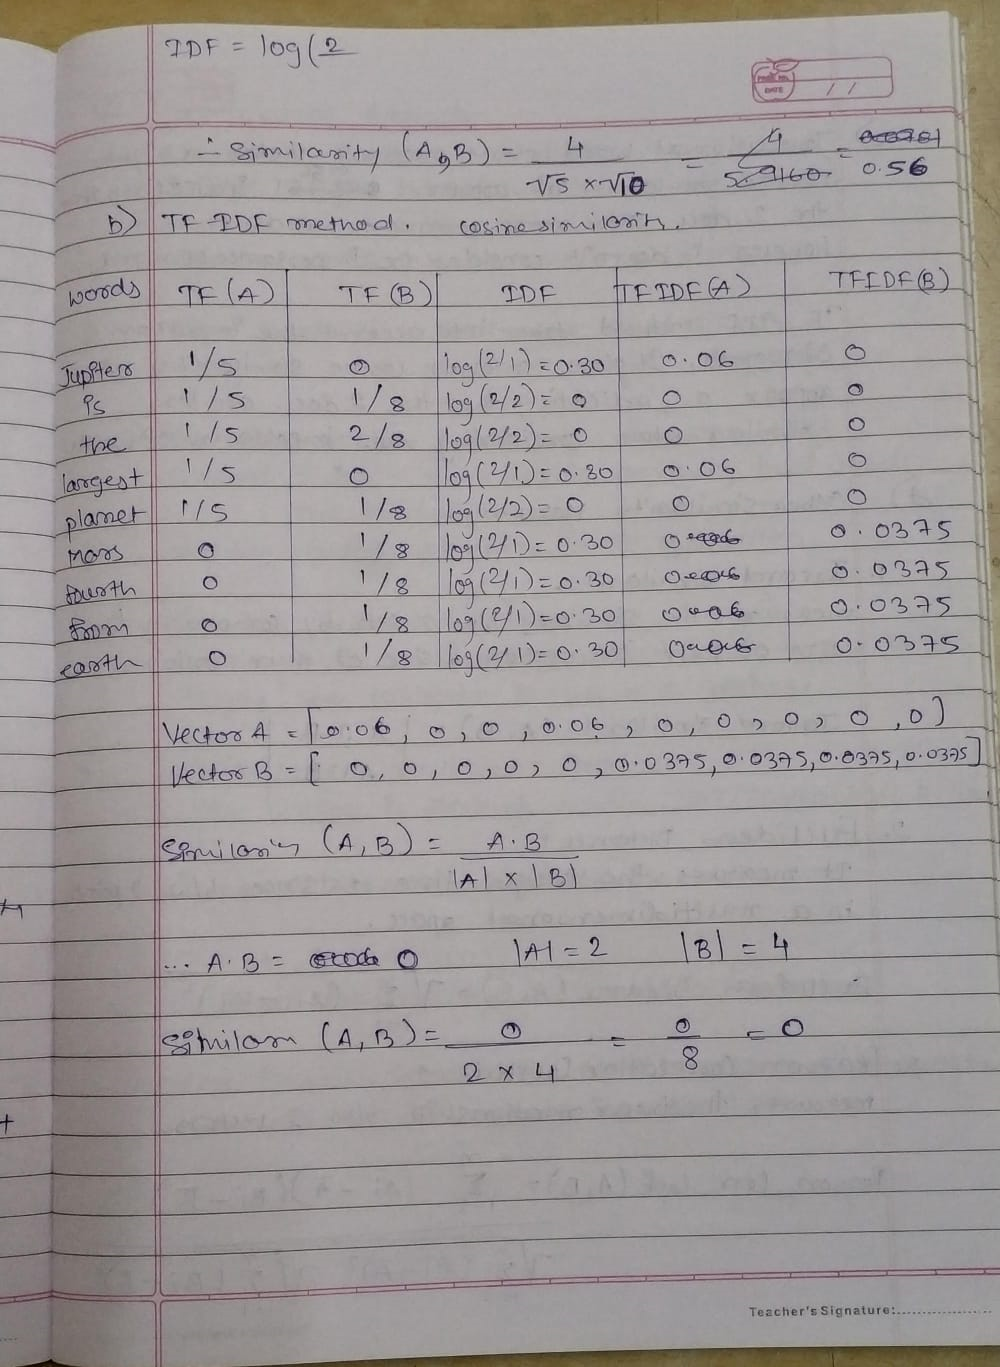 IDF = log(2
PAGE NO.
DATE / /
∴ Similarity (A,B) = 4 / √5 × √10 = 4 / = 0.56
b) TF-IDF method. cosine similarity.
words TF(A) TF(B) IDF TFIDF(A) TFIDF(B)
Jupiter 1/5 0 log(2/1)=0.30 0.06 0
is 1/5 1/8 log(2/2)= 0 0 0
the 1/5 2/8 log(2/2)= 0 0 0
largest 1/5 0 log(2/1)=0.30 0.06 0
planet 1/5 1/8 log(2/2)= 0 0 0
Mars 0 1/8 log(2/1)= 0.30 0 0.0375
fourth 0 1/8 log(2/1)= 0.30 0 0.0375
from 0 1/8 log(2/1)= 0.30 0 0.0375
earth 0 1/8 log(2/1)= 0.30 0 0.0375
Vector A = [0.06, 0, 0, 0.06, 0, 0, 0, 0, 0]
Vector B = [ 0, 0, 0, 0, 0, 0.0375, 0.0375, 0.0375, 0.0375]
Similarity (A,B) = A·B / |A| × |B|
... A·B = 0 |A| = 2 |B| = 4
Similarity (A,B) = 0 / 2 × 4 = 0 / 8 = 0
Teacher's Signature: